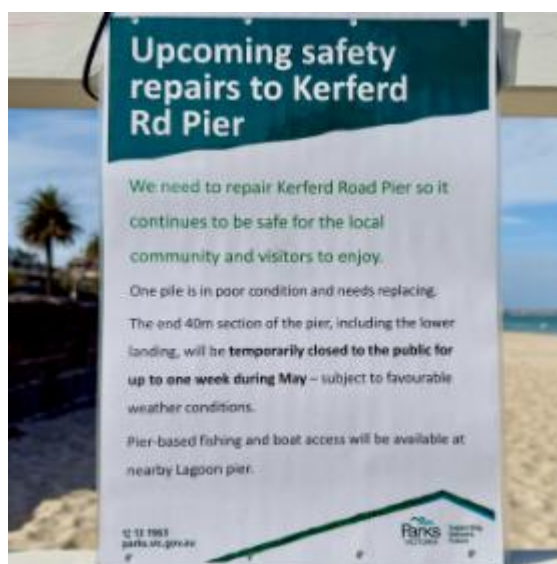 Upcoming safety
repairs to Kerferd
Rd Pier
We need to repair Kerferd Road Pier so it
continues to be safe for the local
community and visitors to enjoy.
One pile is in poor condition and needs replacing.
The end 40m section of the pier, including the lower
landing, will be temporarily closed to the public for
up to one week during May – subject to favourable
weather conditions.
Pier-based fishing and boat access will be available at
nearby Lagoon pier.
parks.vic.gov.au
Parks
VICTORIA